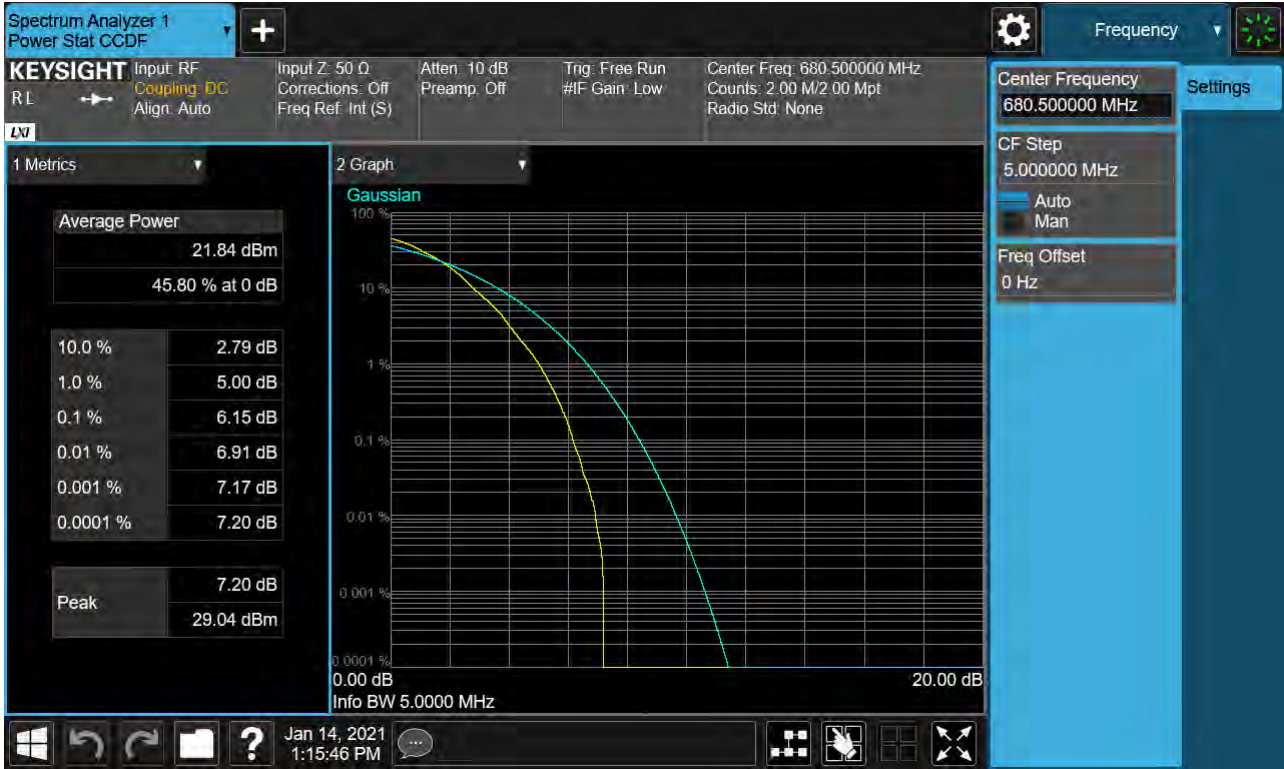 Spectrum Analyzer 1
Power Stat CCDF
Frequency
KEYSIGHT
R L
LXI
Input: RF
Coupling: DC
Align: Auto
Input Z: 50 Ω
Corrections: Off
Freq Ref: Int (S)
Atten: 10 dB
Preamp: Off
Trig: Free Run
#IF Gain: Low
Center Freq: 680.500000 MHz
Counts: 2.00 M/2.00 Mpt
Radio Std: None
Center Frequency
680.500000 MHz
Settings
CF Step
5.000000 MHz
Auto
Man
Freq Offset
0 Hz
1 Metrics
Average Power
21.84 dBm
45.80 % at 0 dB
10.0 % 2.79 dB
1.0 % 5.00 dB
0.1 % 6.15 dB
0.01 % 6.91 dB
0.001 % 7.17 dB
0.0001 % 7.20 dB
Peak
7.20 dB
29.04 dBm
2 Graph
Gaussian
100 %
10 %
1 %
0.1 %
0.01 %
0.001 %
0.0001 %
0.00 dB 20.00 dB
Info BW 5.0000 MHz
?
Jan 14, 2021
1:15:46 PM